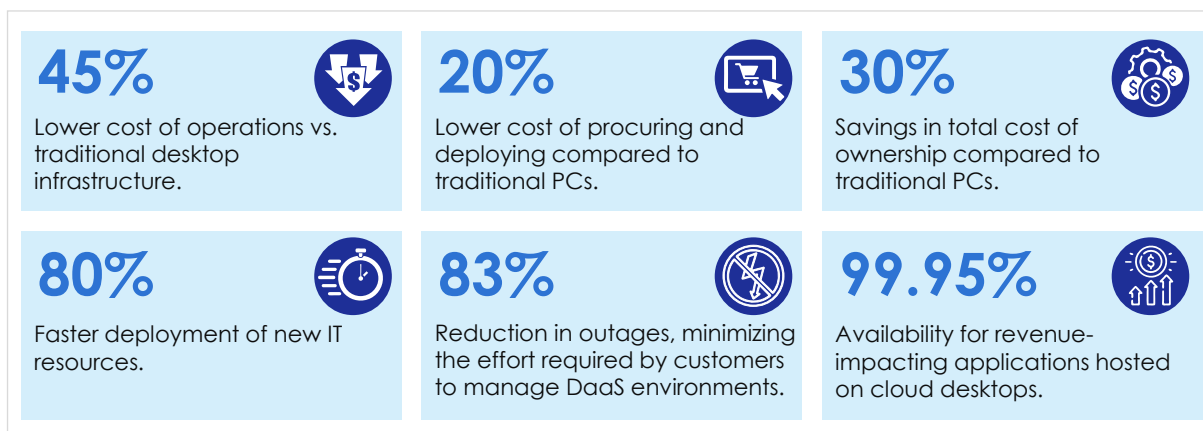 45%
Lower cost of operations vs.
traditional desktop
infrastructure.
20%
Lower cost of procuring and
deploying compared to
traditional PCs.
30%
Savings in total cost of
ownership compared to
traditional PCs.
80%
Faster deployment of new IT
resources.
83%
Reduction in outages, minimizing
the effort required by customers
to manage DaaS environments.
99.95%
Availability for revenue-
impacting applications hosted
on cloud desktops.